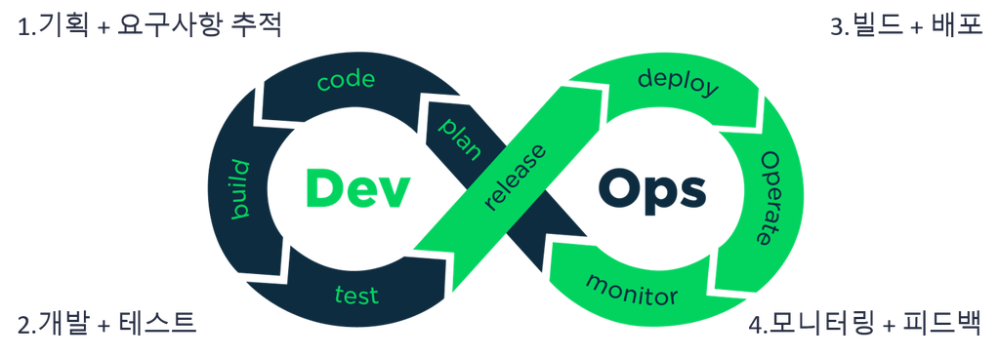 1.기획 + 요구사항 추적
3.빌드 + 배포
code
plan
build
Dev
test
release
deploy
Ops
Operate
monitor
2.개발 + 테스트
4.모니터링 + 피드백